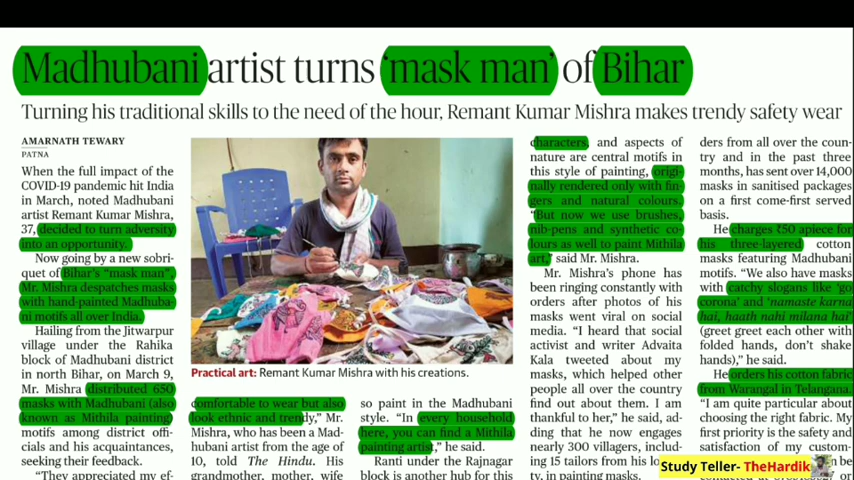 Madhubani artist turns ‘mask man’ of Bihar
Turning his traditional skills to the need of the hour, Remant Kumar Mishra makes trendy safety wear
AMARNATH TEWARY
PATNA
When the full impact of the
COVID-19 pandemic hit India
in March, noted Madhubani
artist Remant Kumar Mishra,
37, decided to turn adversity
into an opportunity.
Now going by a new sobri-
quet of Bihar’s “mask man”,
Mr. Mishra despatches masks
with hand-painted Madhuba-
ni motifs all over India.
Hailing from the Jitwarpur
village under the Rahika
block of Madhubani district
in north Bihar, on March 9,
Mr. Mishra distributed 650
masks with Madhubani (also
known as Mithila painting)
motifs among district offi-
cials and his acquaintances,
seeking their feedback.
“They appreciated my ef-
Practical art: Remant Kumar Mishra with his creations.
comfortable to wear but also
look ethnic and trendy,” Mr.
Mishra, who has been a Mad-
hubani artist from the age of
10, told The Hindu. His
grandmother, mother, wife
so paint in the Madhubani
style. “In every household
here, you can find a Mithila
painting artist,” he said.
Ranti under the Rajnagar
block is another hub for this
characters, and aspects of
nature are central motifs in
this style of painting, origi-
nally rendered only with fin-
gers and natural colours.
“But now we use brushes,
nib-pens and synthetic co-
lours as well to paint Mithila
art,” said Mr. Mishra.
Mr. Mishra’s phone has
been ringing constantly with
orders after photos of his
masks went viral on social
media. “I heard that social
activist and writer Advaita
Kala tweeted about my
masks, which helped other
people all over the country
find out about them. I am
thankful to her,” he said, ad-
ding that he now engages
nearly 300 villagers, includ-
ing 15 tailors from his
ty, in painting masks.
ders from all over the coun-
try and in the past three
months, has sent over 14,000
masks in sanitised packages
on a first come-first served
basis.
He charges ₹50 apiece for
his three-layered cotton
masks featuring Madhubani
motifs. “We also have masks
with catchy slogans like ‘go
corona’ and ‘namaste karna
hai, haath nahi milana hai’
(greet greet each other with
folded hands, don’t shake
hands),” he said.
He orders his cotton fabric
from Warangal in Telangana.
“I am quite particular about
choosing the right fabric. My
first priority is the safety and
satisfaction of my custom-
be
Study Teller- TheHardik